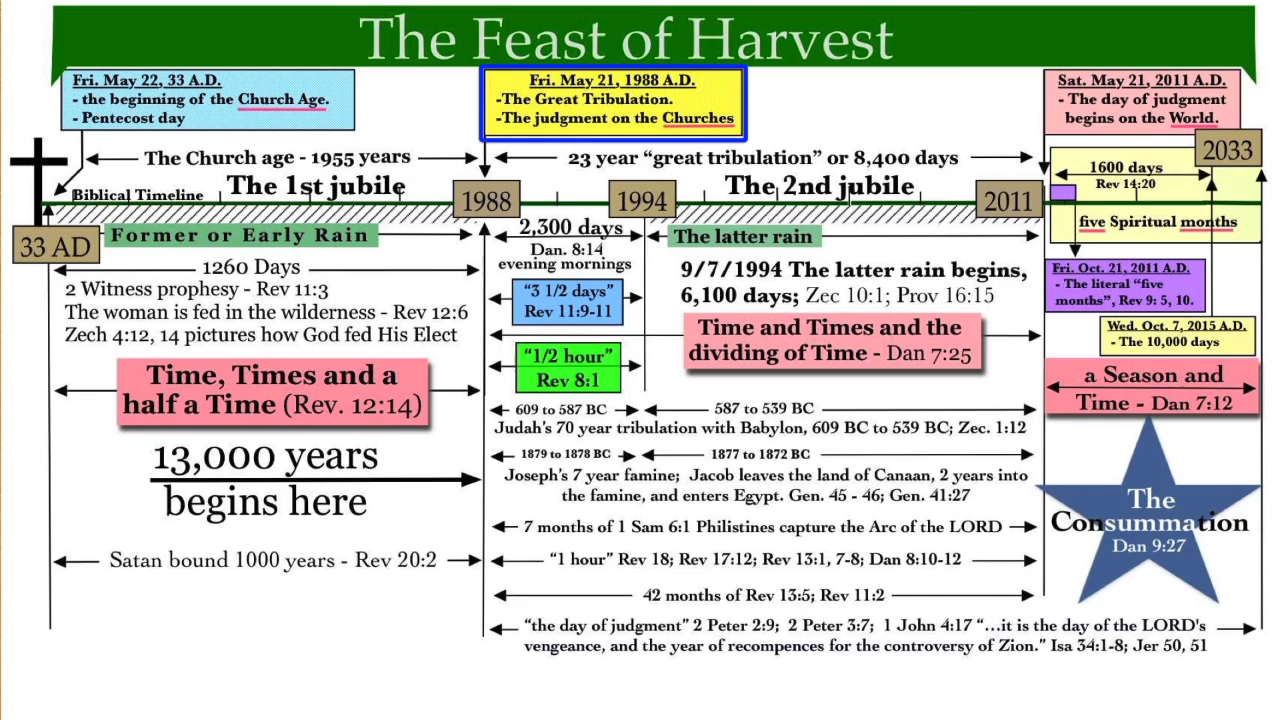 The Feast of Harvest
Fri. May 22, 33 A.D.
- the beginning of the Church Age.
- Pentecost day
Fri. May 21, 1988 A.D.
-The Great Tribulation.
-The judgment on the Churches
Sat. May 21, 2011 A.D.
- The day of judgment
begins on the World.
2033
The Church age - 1955 years
23 year “great tribulation” or 8,400 days
1600 days
Rev 14:20
Biblical Timeline
The 1st jubile
1988
1994
The 2nd jubile
2011
five Spiritual months
33 AD
Former or Early Rain
2,300 days
Dan. 8:14
evening mornings
The latter rain
1260 Days
2 Witness prophesy - Rev 11:3
The woman is fed in the wilderness - Rev 12:6
Zech 4:12, 14 pictures how God fed His Elect
“3 1/2 days”
Rev 11:9-11
9/7/1994 The latter rain begins,
6,100 days; Zec 10:1; Prov 16:15
Fri. Oct. 21, 2011 A.D.
- The literal “five
months”, Rev 9: 5, 10.
Time and Times and the
dividing of Time - Dan 7:25
Wed. Oct. 7, 2015 A.D.
- The 10,000 days
“1/2 hour”
Rev 8:1
Time, Times and a
half a Time (Rev. 12:14)
a Season and
Time - Dan 7:12
609 to 587 BC
587 to 539 BC
Judah's 70 year tribulation with Babylon, 609 BC to 539 BC; Zec. 1:12
13,000 years
begins here
1879 to 1878 BC
1877 to 1872 BC
Joseph's 7 year famine; Jacob leaves the land of Canaan, 2 years into
the famine, and enters Egypt. Gen. 45 - 46; Gen. 41:27
The
Consummation
Dan 9:27
7 months of 1 Sam 6:1 Philistines capture the Arc of the LORD
Satan bound 1000 years - Rev 20:2
“1 hour” Rev 18; Rev 17:12; Rev 13:1, 7-8; Dan 8:10-12
42 months of Rev 13:5; Rev 11:2
“the day of judgment” 2 Peter 2:9; 2 Peter 3:7; 1 John 4:17 “...it is the day of the LORD's
vengeance, and the year of recompences for the controversy of Zion.” Isa 34:1-8; Jer 50, 51